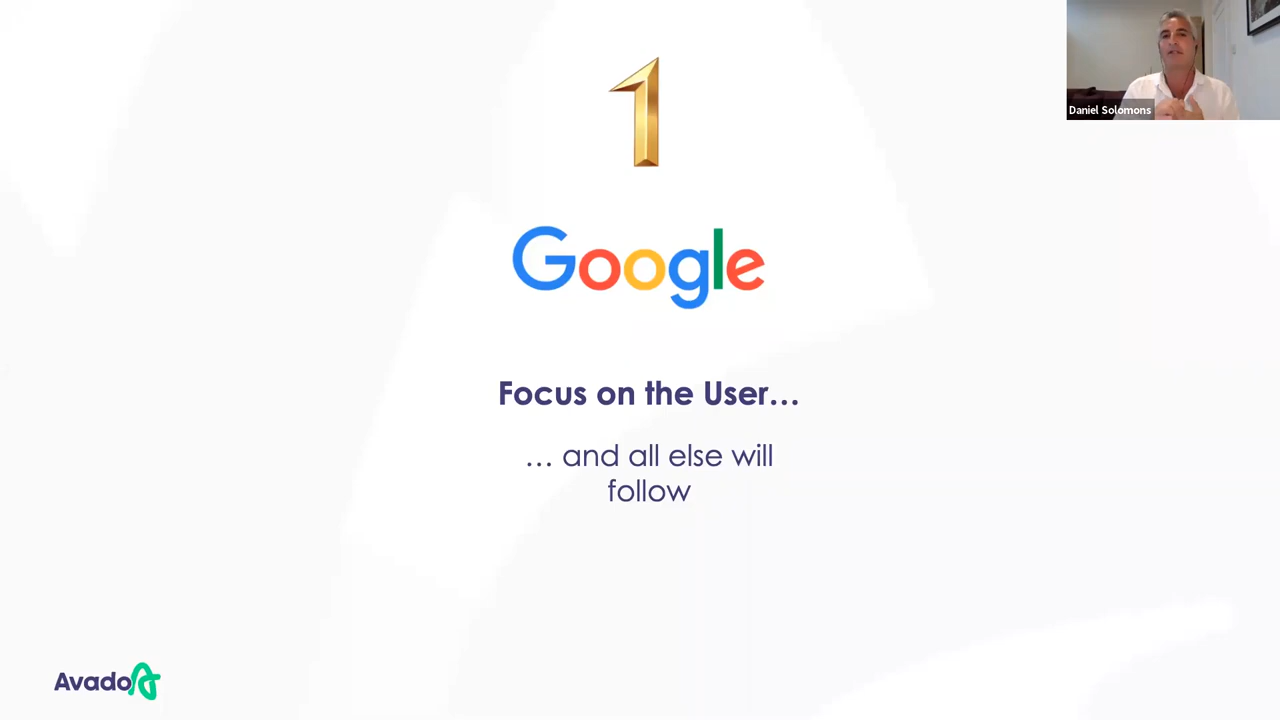 1
Daniel Solomons
Google
Focus on the User...
... and all else will
follow
Avado